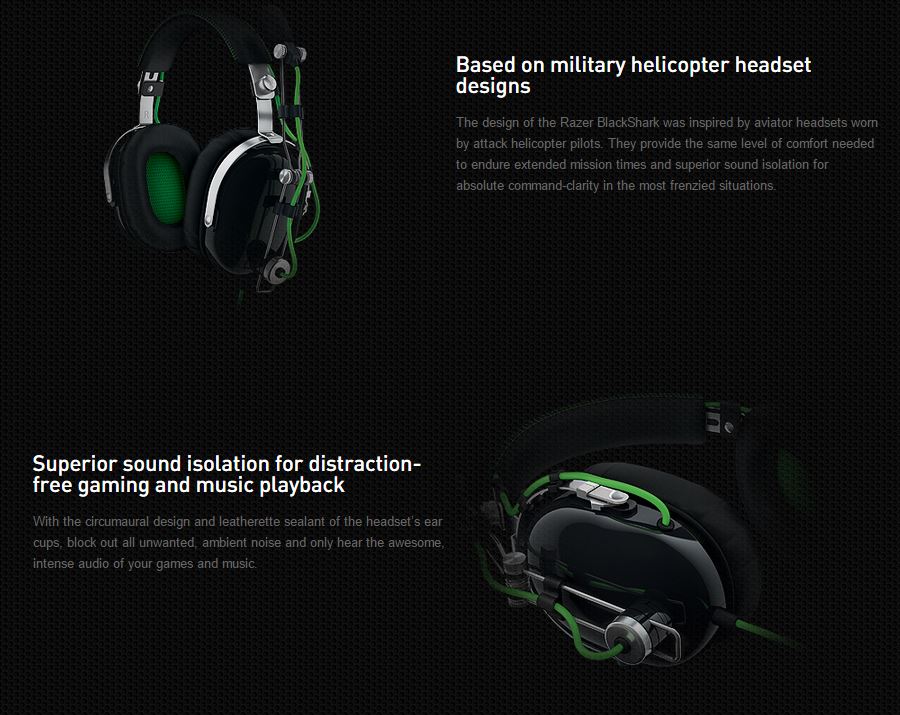 Based on military helicopter headset
designs
The design of the Razer BlackShark was inspired by aviator headsets worn
by attack helicopter pilots. They provide the same level of comfort needed
to endure extended mission times and superior sound isolation for
absolute command-clarity in the most frenzied situations.
Superior sound isolation for distraction-
free gaming and music playback
With the circumaural design and leatherette sealant of the headset's ear
cups, block out all unwanted, ambient noise and only hear the awesome,
intense audio of your games and music.